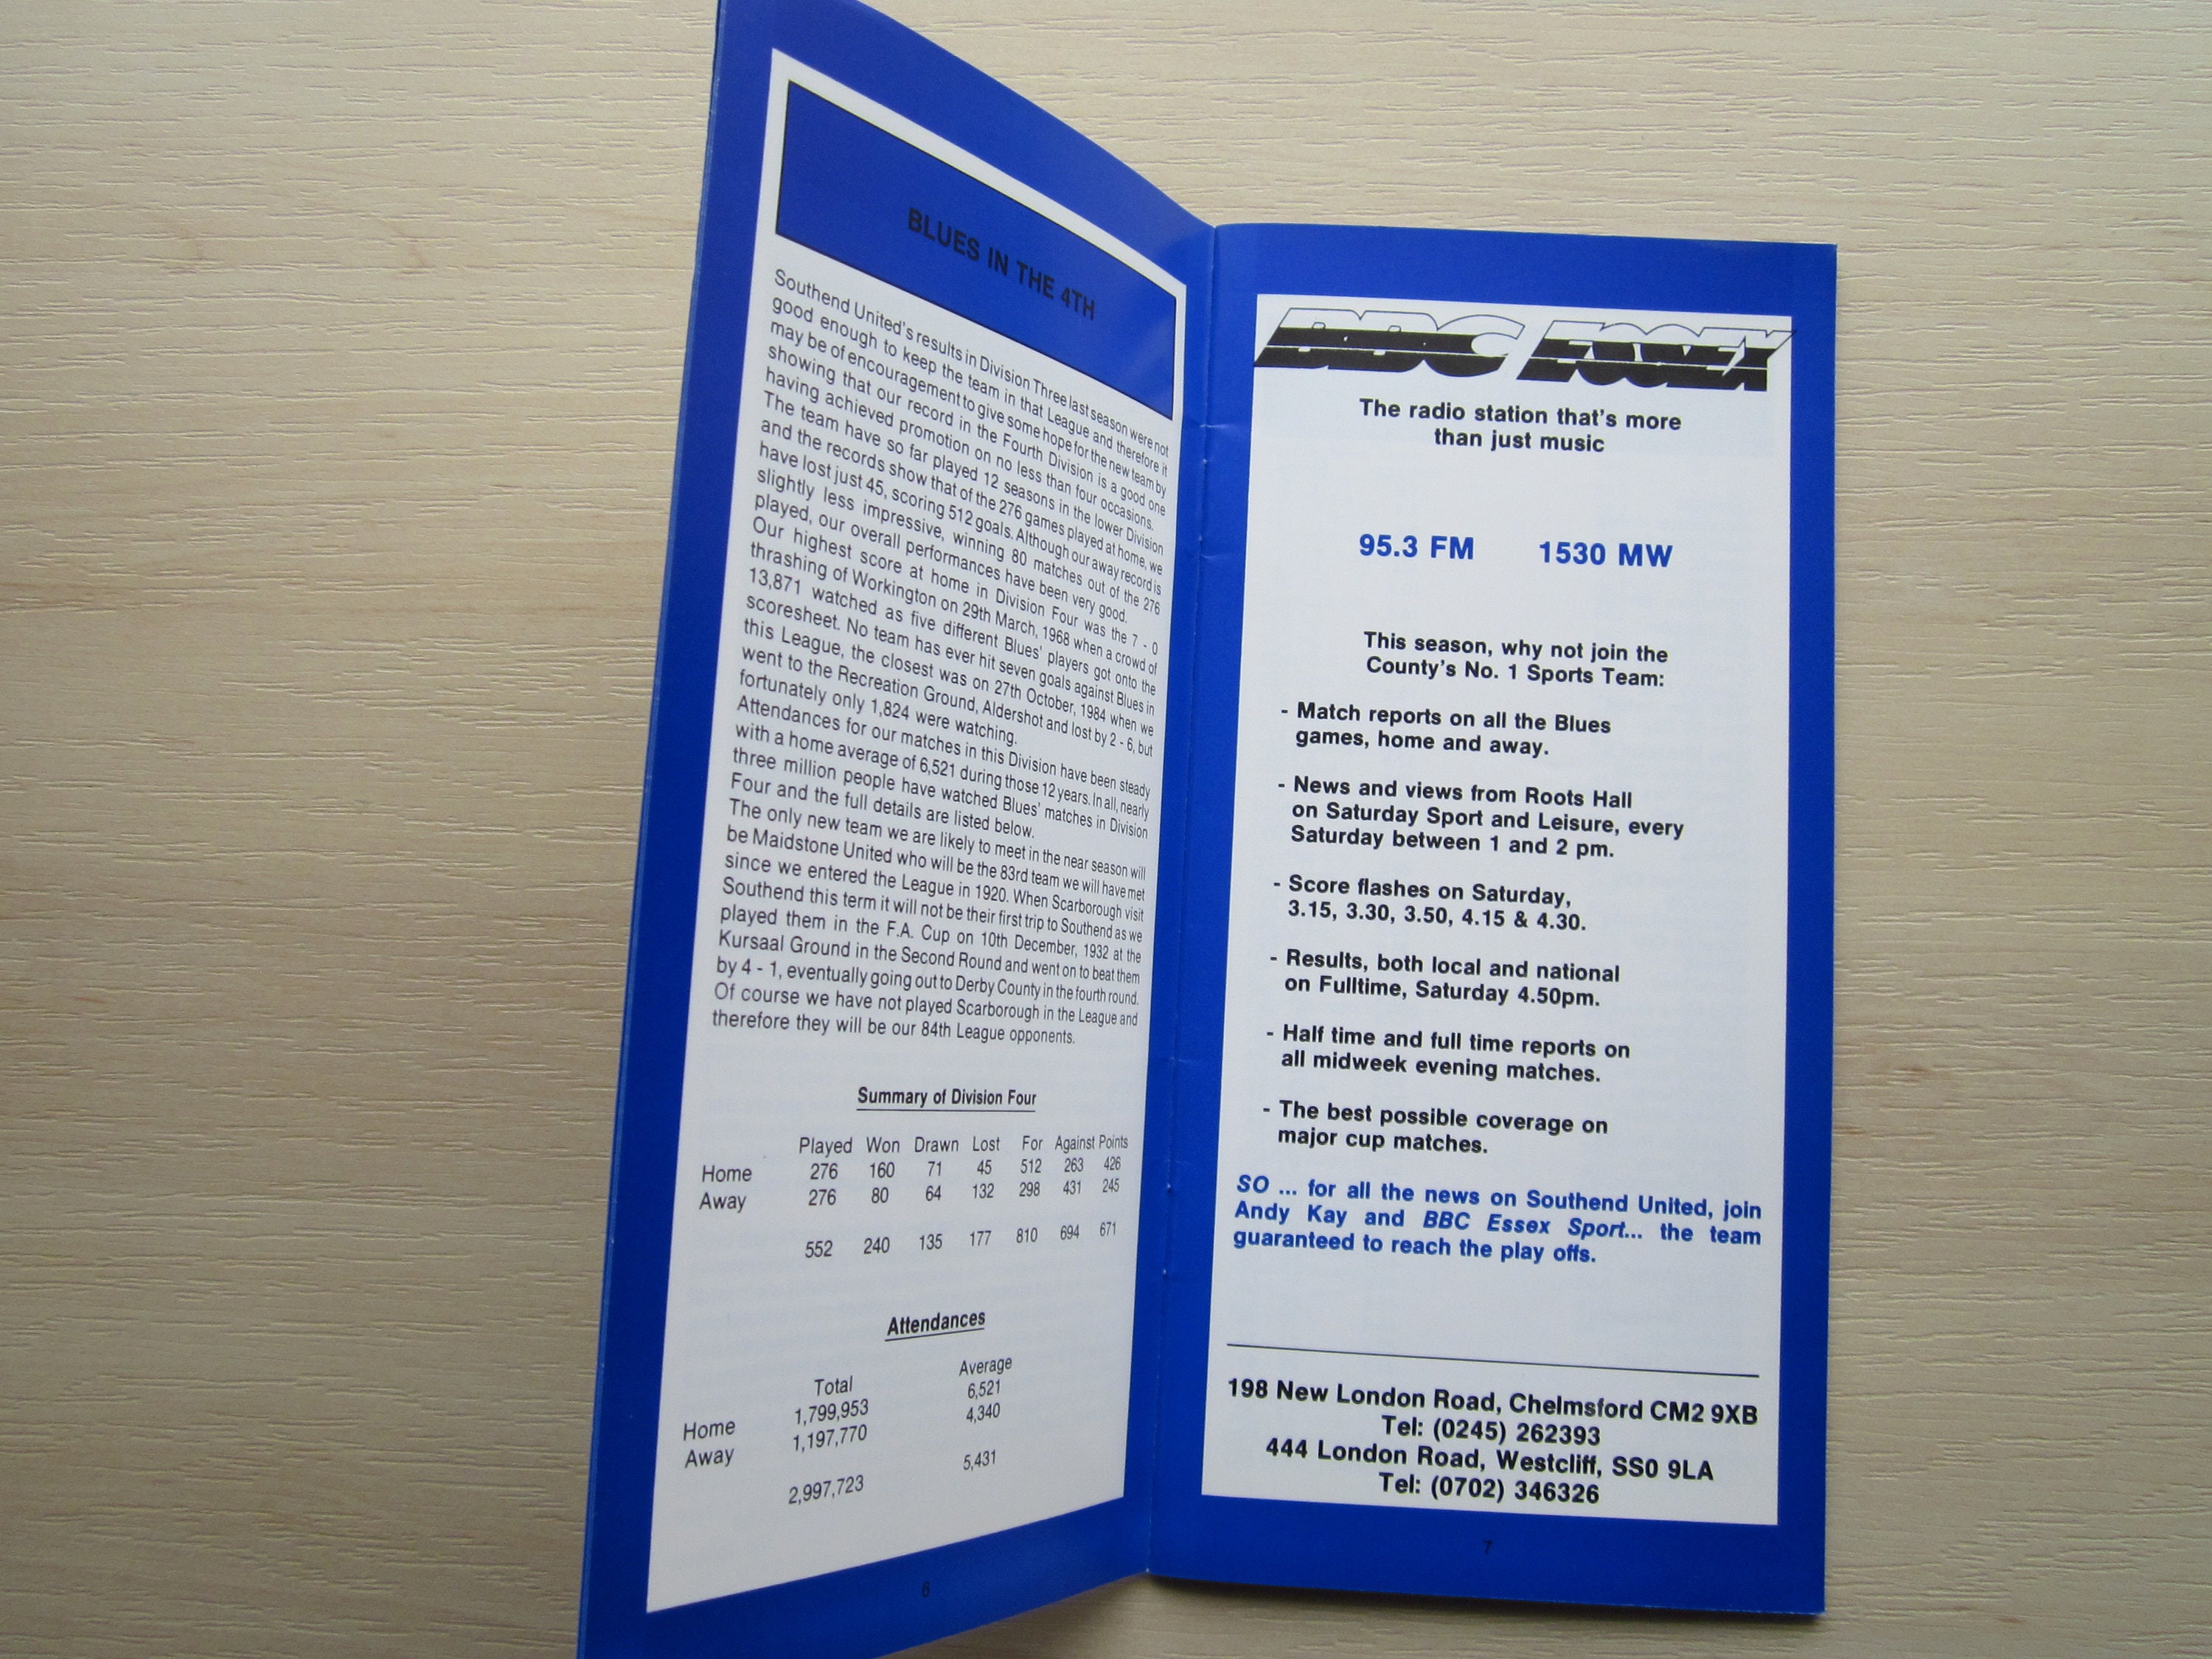 BLUES IN THE 4TH
Southend United's results in Division Three last season were not
good enough to keep the team in that League and therefore it
may be of encouragement to give some hope for the new team by
showing that our record in the Fourth Division is a good one
having achieved promotion on no less than four occasions.
The team have so far played 12 seasons in the lower Division
and the records show that of the 276 games played at home, we
have lost just 45, scoring 512 goals. Although our away record is
slightly less impressive, winning 80 matches out of the 276
played, our overall performances have been very good.
Our highest score at home in Division Four was the 7 - 0
thrashing of Workington on 29th March, 1968 when a crowd of
13,871 watched as five different Blues' players got onto the
scoresheet. No team has ever hit seven goals against Blues in
this League, the closest was on 27th October, 1984 when we
went to the Recreation Ground, Aldershot and lost by 2 - 6, but
fortunately only 1,824 were watching.
Attendances for our matches in this Division have been steady
with a home average of 6,521 during those 12 years. In all, nearly
three million people have watched Blues' matches in Division
Four and the full details are listed below.
The only new team we are likely to meet in the near season will
be Maidstone United who will be the 83rd team we will have met
since we entered the League in 1920. When Scarborough visit
Southend this term it will not be their first trip to Southend as we
played them in the F.A. Cup on 10th December, 1932 at the
Kursaal Ground in the Second Round and went on to beat them
by 4 - 1, eventually going out to Derby County in the fourth round.
Of course we have not played Scarborough in the League and
therefore they will be our 84th League opponents.
Summary of Division Four
Played Won Drawn Lost For Against Points
Home 276 160 71 45 512 263 426
Away 276 80 64 132 298 431 245
552 240 135 177 810 694 671
Attendances
Total Average
Home 1,799,953 6,521
Away 1,197,770 4,340
2,997,723 5,431
6
BBC ESSEX
The radio station that's more
than just music
95.3 FM 1530 MW
This season, why not join the
County's No. 1 Sports Team:
- Match reports on all the Blues
games, home and away.
- News and views from Roots Hall
on Saturday Sport and Leisure, every
Saturday between 1 and 2 pm.
- Score flashes on Saturday,
3.15, 3.30, 3.50, 4.15 & 4.30.
- Results, both local and national
on Fulltime, Saturday 4.50pm.
- Half time and full time reports on
all midweek evening matches.
- The best possible coverage on
major cup matches.
SO ... for all the news on Southend United, join
Andy Kay and BBC Essex Sport... the team
guaranteed to reach the play offs.
198 New London Road, Chelmsford CM2 9XB
Tel: (0245) 262393
444 London Road, Westcliff, SS0 9LA
Tel: (0702) 346326
7